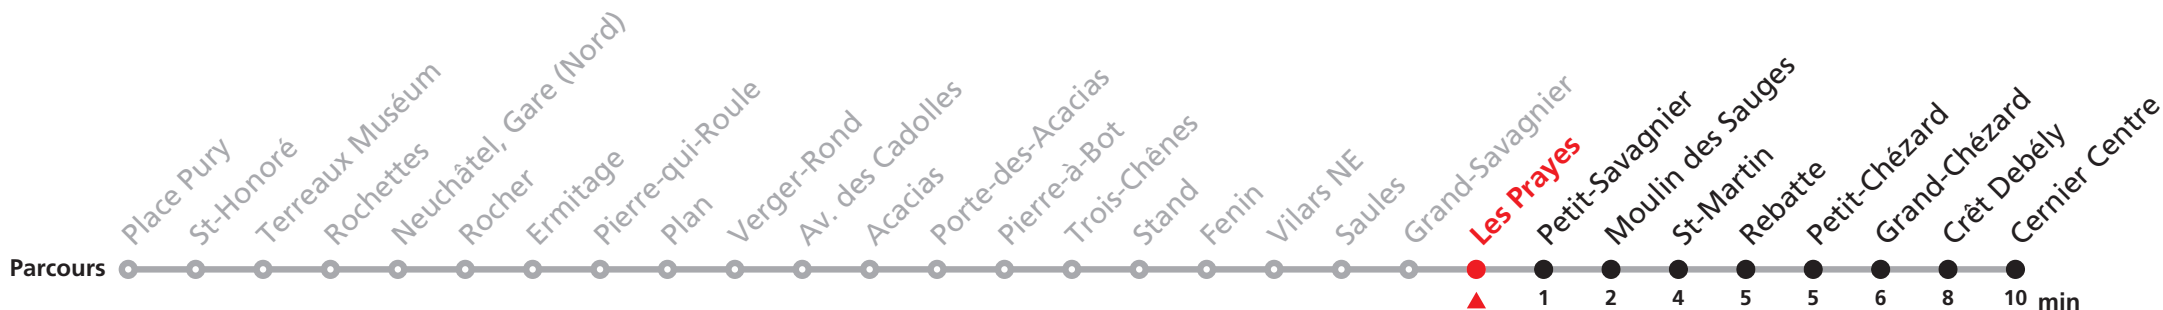 Parcours
Place Pury
St-Honoré
Terreaux Muséum
Rochettes
Neuchâtel, Gare (Nord)
Rocher
Ermitage
Pierre-qui-Roule
Plan
Verger-Rond
Av. des Cadolles
Acacias
Porte-des-Acacias
Pierre-à-Bot
Trois-Chênes
Stand
Fenin
Vilars NE
Saules
Grand-Savagnier
Les Prayes
Petit-Savagnier
Moulin des Sauges
St-Martin
Rebatte
Petit-Chézard
Grand-Chézard
Crêt Debély
Cernier Centre
1 2 4 5 5 6 8 10 min